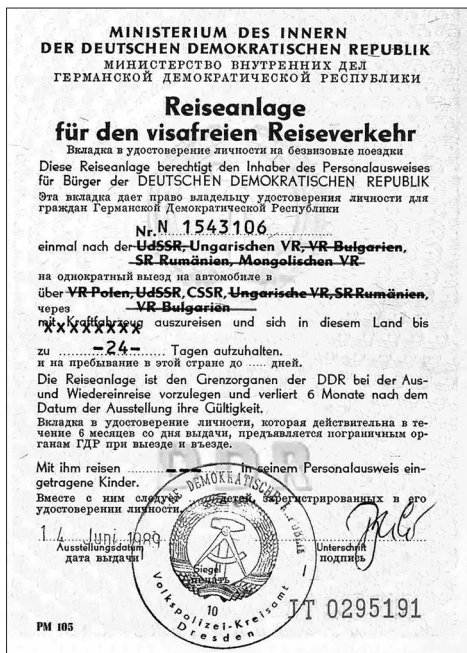 MINISTERIUM DES INNERN
DER DEUTSCHEN DEMOKRATISCHEN REPUBLIK
МИНИСТЕРСТВО ВНУТРЕННИХ ДЕЛ
ГЕРМАНСКОЙ ДЕМОКРАТИЧЕСКОЙ РЕСПУБЛИКИ
Reiseanlage
für den visafreien Reiseverkehr
Вкладка в удостоверение личности на безвизовые поездки
Diese Reiseanlage berechtigt den Inhaber des Personalausweises
für Bürger der DEUTSCHEN DEMOKRATISCHEN REPUBLIK
Эта вкладка дает право владельцу удостоверения личности для
граждан Германской Демократической Республики
Nr. N 1543106
einmal nach der UdSSR, Ungarischen VR, VR Bulgarien,
SR Rumänien, Mongolischen VR
на однократный выезд на автомобиле в
über VR Polen, UdSSR, CSSR, Ungarische VR, SR Rumänien,
через VR Bulgarien
mit Kraftfahrzeug auszureisen und sich in diesem Land bis
zu -24- Tagen aufzuhalten.
и на пребывание в этой стране до ..... дней.
Die Reiseanlage ist den Grenzorganen der DDR bei der Aus-
und Wiedereinreise vorzulegen und verliert 6 Monate nach dem
Datum der Ausstellung ihre Gültigkeit.
Вкладка в удостоверение личности, которая действительна в те-
чение 6 месяцев со дня выдачи, предъявляется пограничным ор-
ганам ГДР при выезде и въезде.
DDR
Mit ihm reisen --- in seinem Personalausweis ein-
getragene Kinder.
Вместе с ним следует детей, зарегистрированных в его
удостоверении личности.
14. Juni 1989
Ausstellungsdatum
дата выдачи
Siegel
печать
Unterschrift
подпись
10
Volkspolizei-Kreisamt
Dresden
JT 0295191
PM 105